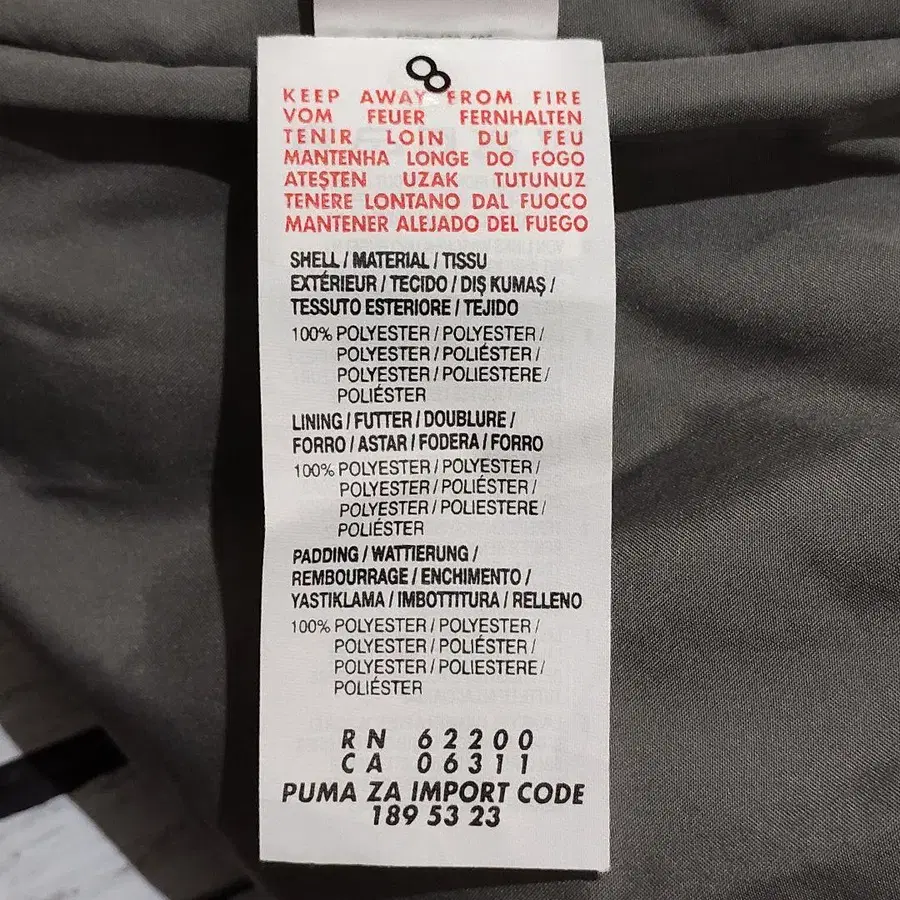 8
KEEP AWAY FROM FIRE
VOM FEUER FERNHALTEN
TENIR LOIN DU FEU
MANTENHA LONGE DO FOGO
ATEŞTEN UZAK TUTUNUZ
TENERE LONTANO DAL FUOCO
MANTENER ALEJADO DEL FUEGO
SHELL / MATERIAL / TISSU
EXTÉRIEUR / TECIDO / DIŞ KUMAŞ /
TESSUTO ESTERIORE / TEJIDO
100% POLYESTER / POLYESTER /
POLYESTER / POLIÉSTER /
POLYESTER / POLIESTERE /
POLIÉSTER
LINING / FUTTER / DOUBLURE /
FORRO / ASTAR / FODERA / FORRO
100% POLYESTER / POLYESTER /
POLYESTER / POLIÉSTER /
POLYESTER / POLIESTERE /
POLIÉSTER
PADDING / WATTIERUNG /
REMBOURRAGE / ENCHIMENTO /
YASTIKLAMA / IMBOTTITURA / RELLENO
100% POLYESTER / POLYESTER /
POLYESTER / POLIÉSTER /
POLYESTER / POLIESTERE /
POLIÉSTER
RN 62200
CA 06311
PUMA ZA IMPORT CODE
189 53 23